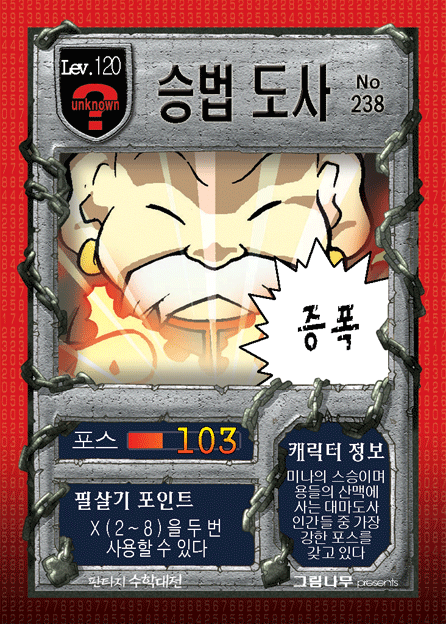 Lev.120
unknown
승법 도사
No
238
증폭
포스 103
필살기 포인트
X(2~8)을 두 번
사용할 수 있다
캐릭터 정보
미나의 스승이며
용들의 산맥에
사는 대마도사
인간들 중 가장
강한 포스를
갖고 있다
판타지 수학대전
그림나무 presents